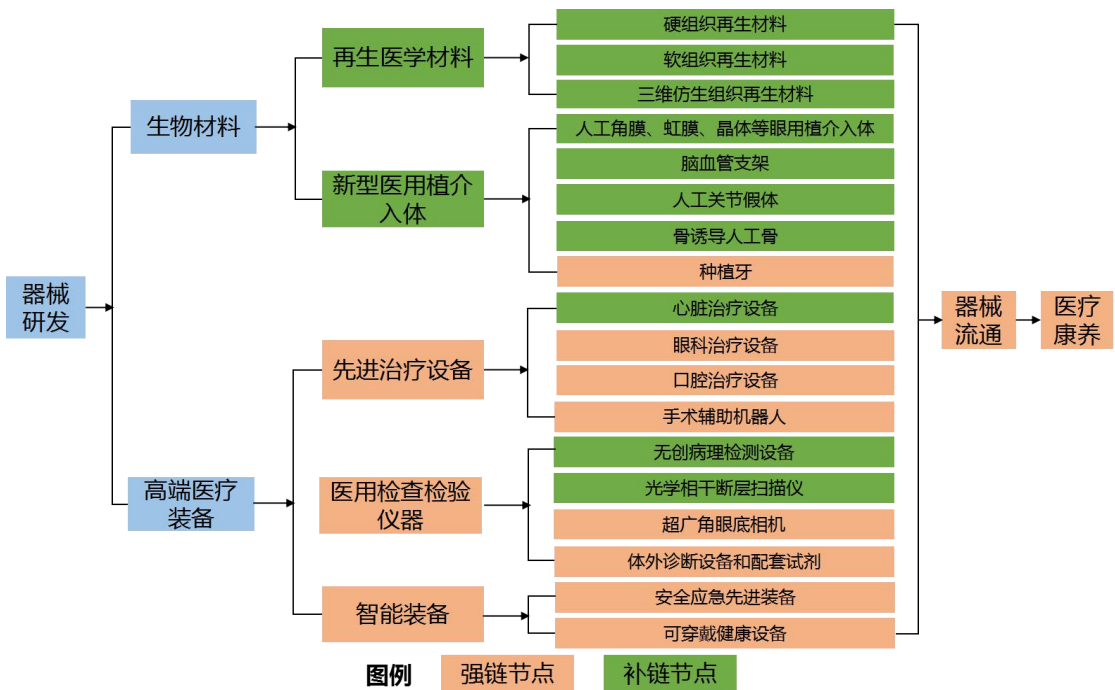 硬组织再生材料
再生医学材料
软组织再生材料
三维仿生组织再生材料
生物材料
人工角膜、虹膜、晶体等眼用植介入体
脑血管支架
新型医用植介
入体
人工关节假体
骨诱导人工骨
种植牙
器械
研发
心脏治疗设备
器械
流通
医疗
康养
眼科治疗设备
先进治疗设备
口腔治疗设备
手术辅助机器人
无创病理检测设备
高端医疗
装备
医用检查检验
仪器
光学相干断层扫描仪
超广角眼底相机
体外诊断设备和配套试剂
安全应急先进装备
智能装备
可穿戴健康设备
图例
强链节点
补链节点